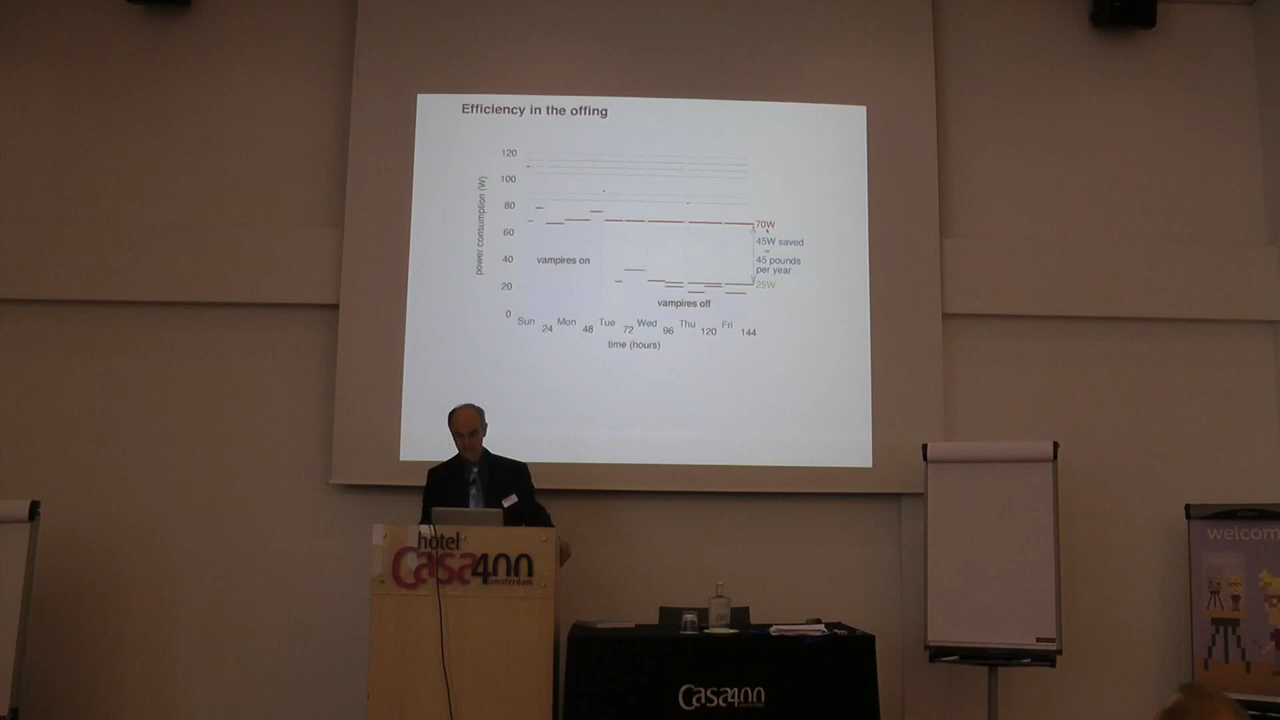 Efficiency in the offing
power consumption (W)
120
100
80
60
40
20
0
70W
45W saved
=
45 pounds
per year
25W
vampires on
vampires off
Sun Mon Tue Wed Thu Fri
24 48 72 96 120 144
time (hours)
hotel
Casa400
amsterdam
Casa400
amsterdam
welcom